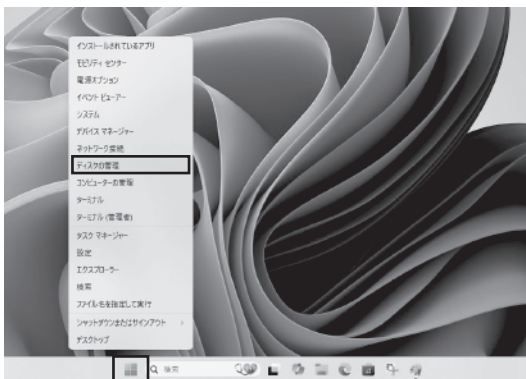 インストールされているアプリ
モビリティ センター
電源オプション
イベント ビューアー
システム
デバイス マネージャー
ネットワーク接続
ディスクの管理
コンピューターの管理
ターミナル
ターミナル (管理者)
タスク マネージャー
設定
エクスプローラー
検索
ファイル名を指定して実行
シャットダウンまたはサインアウト
デスクトップ
検索